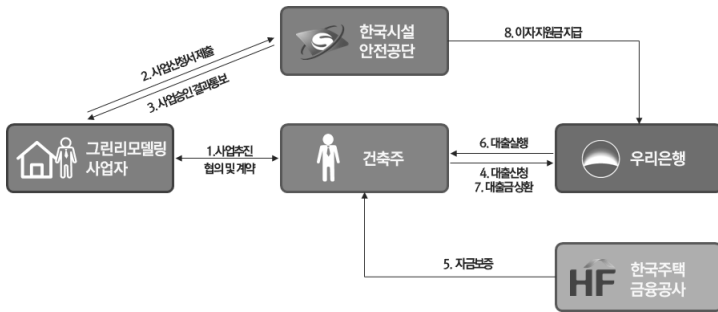 한국시설
안전공단
8. 이자지원금 지급
2. 사업신청서 제출
3. 사업승인 결과통보
그린리모델링
사업자
1.사업추진
협의 및 계약
건축주
6. 대출실행
4. 대출신청
7. 대출금상환
우리은행
5. 자금보증
HF
한국주택
금융공사